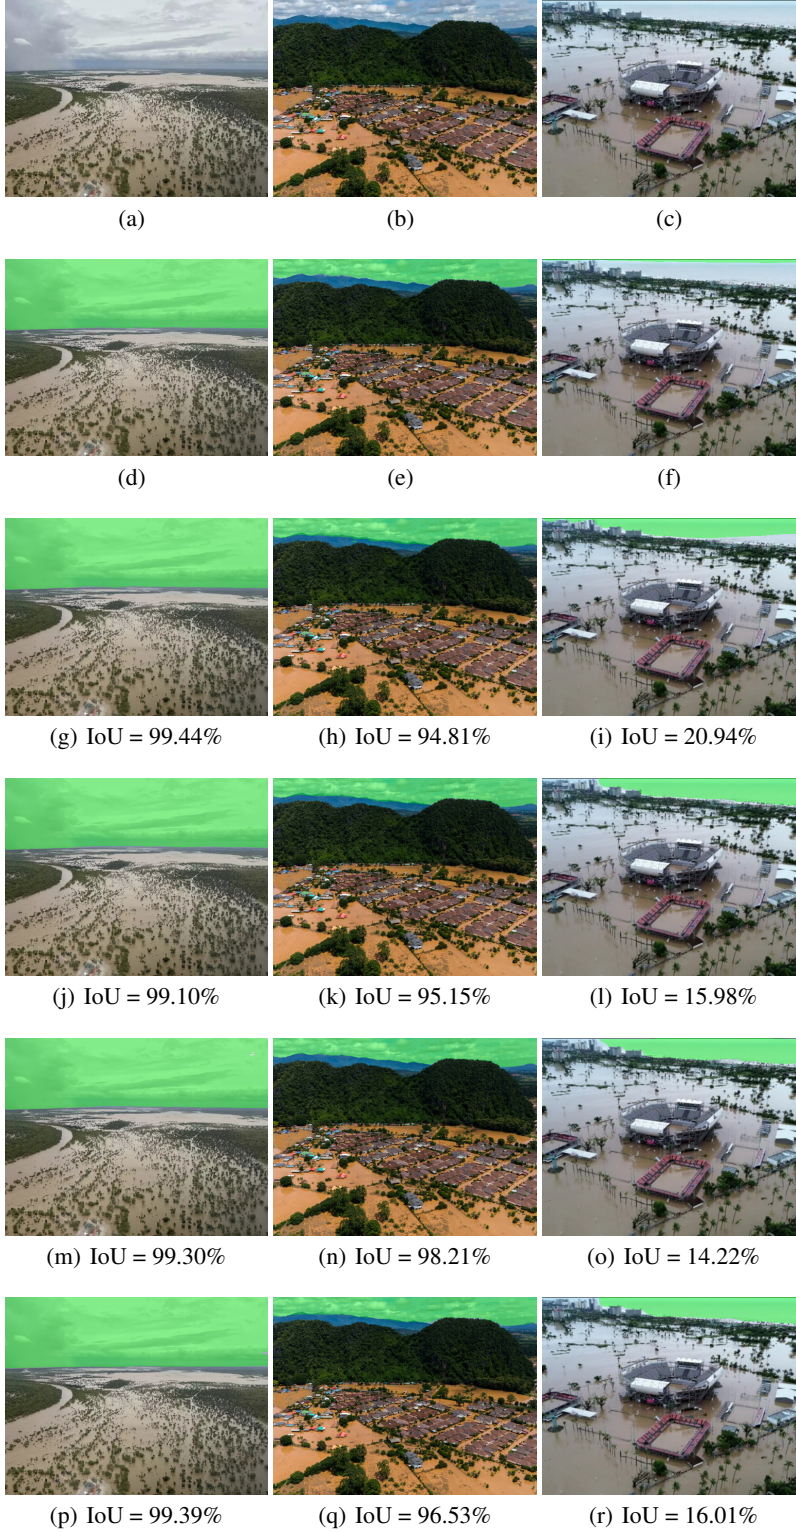 (a) (b) (c)
(d) (e) (f)
(g) IoU = 99.44% (h) IoU = 94.81% (i) IoU = 20.94%
(j) IoU = 99.10% (k) IoU = 95.15% (l) IoU = 15.98%
(m) IoU = 99.30% (n) IoU = 98.21% (o) IoU = 14.22%
(p) IoU = 99.39% (q) IoU = 96.53% (r) IoU = 16.01%